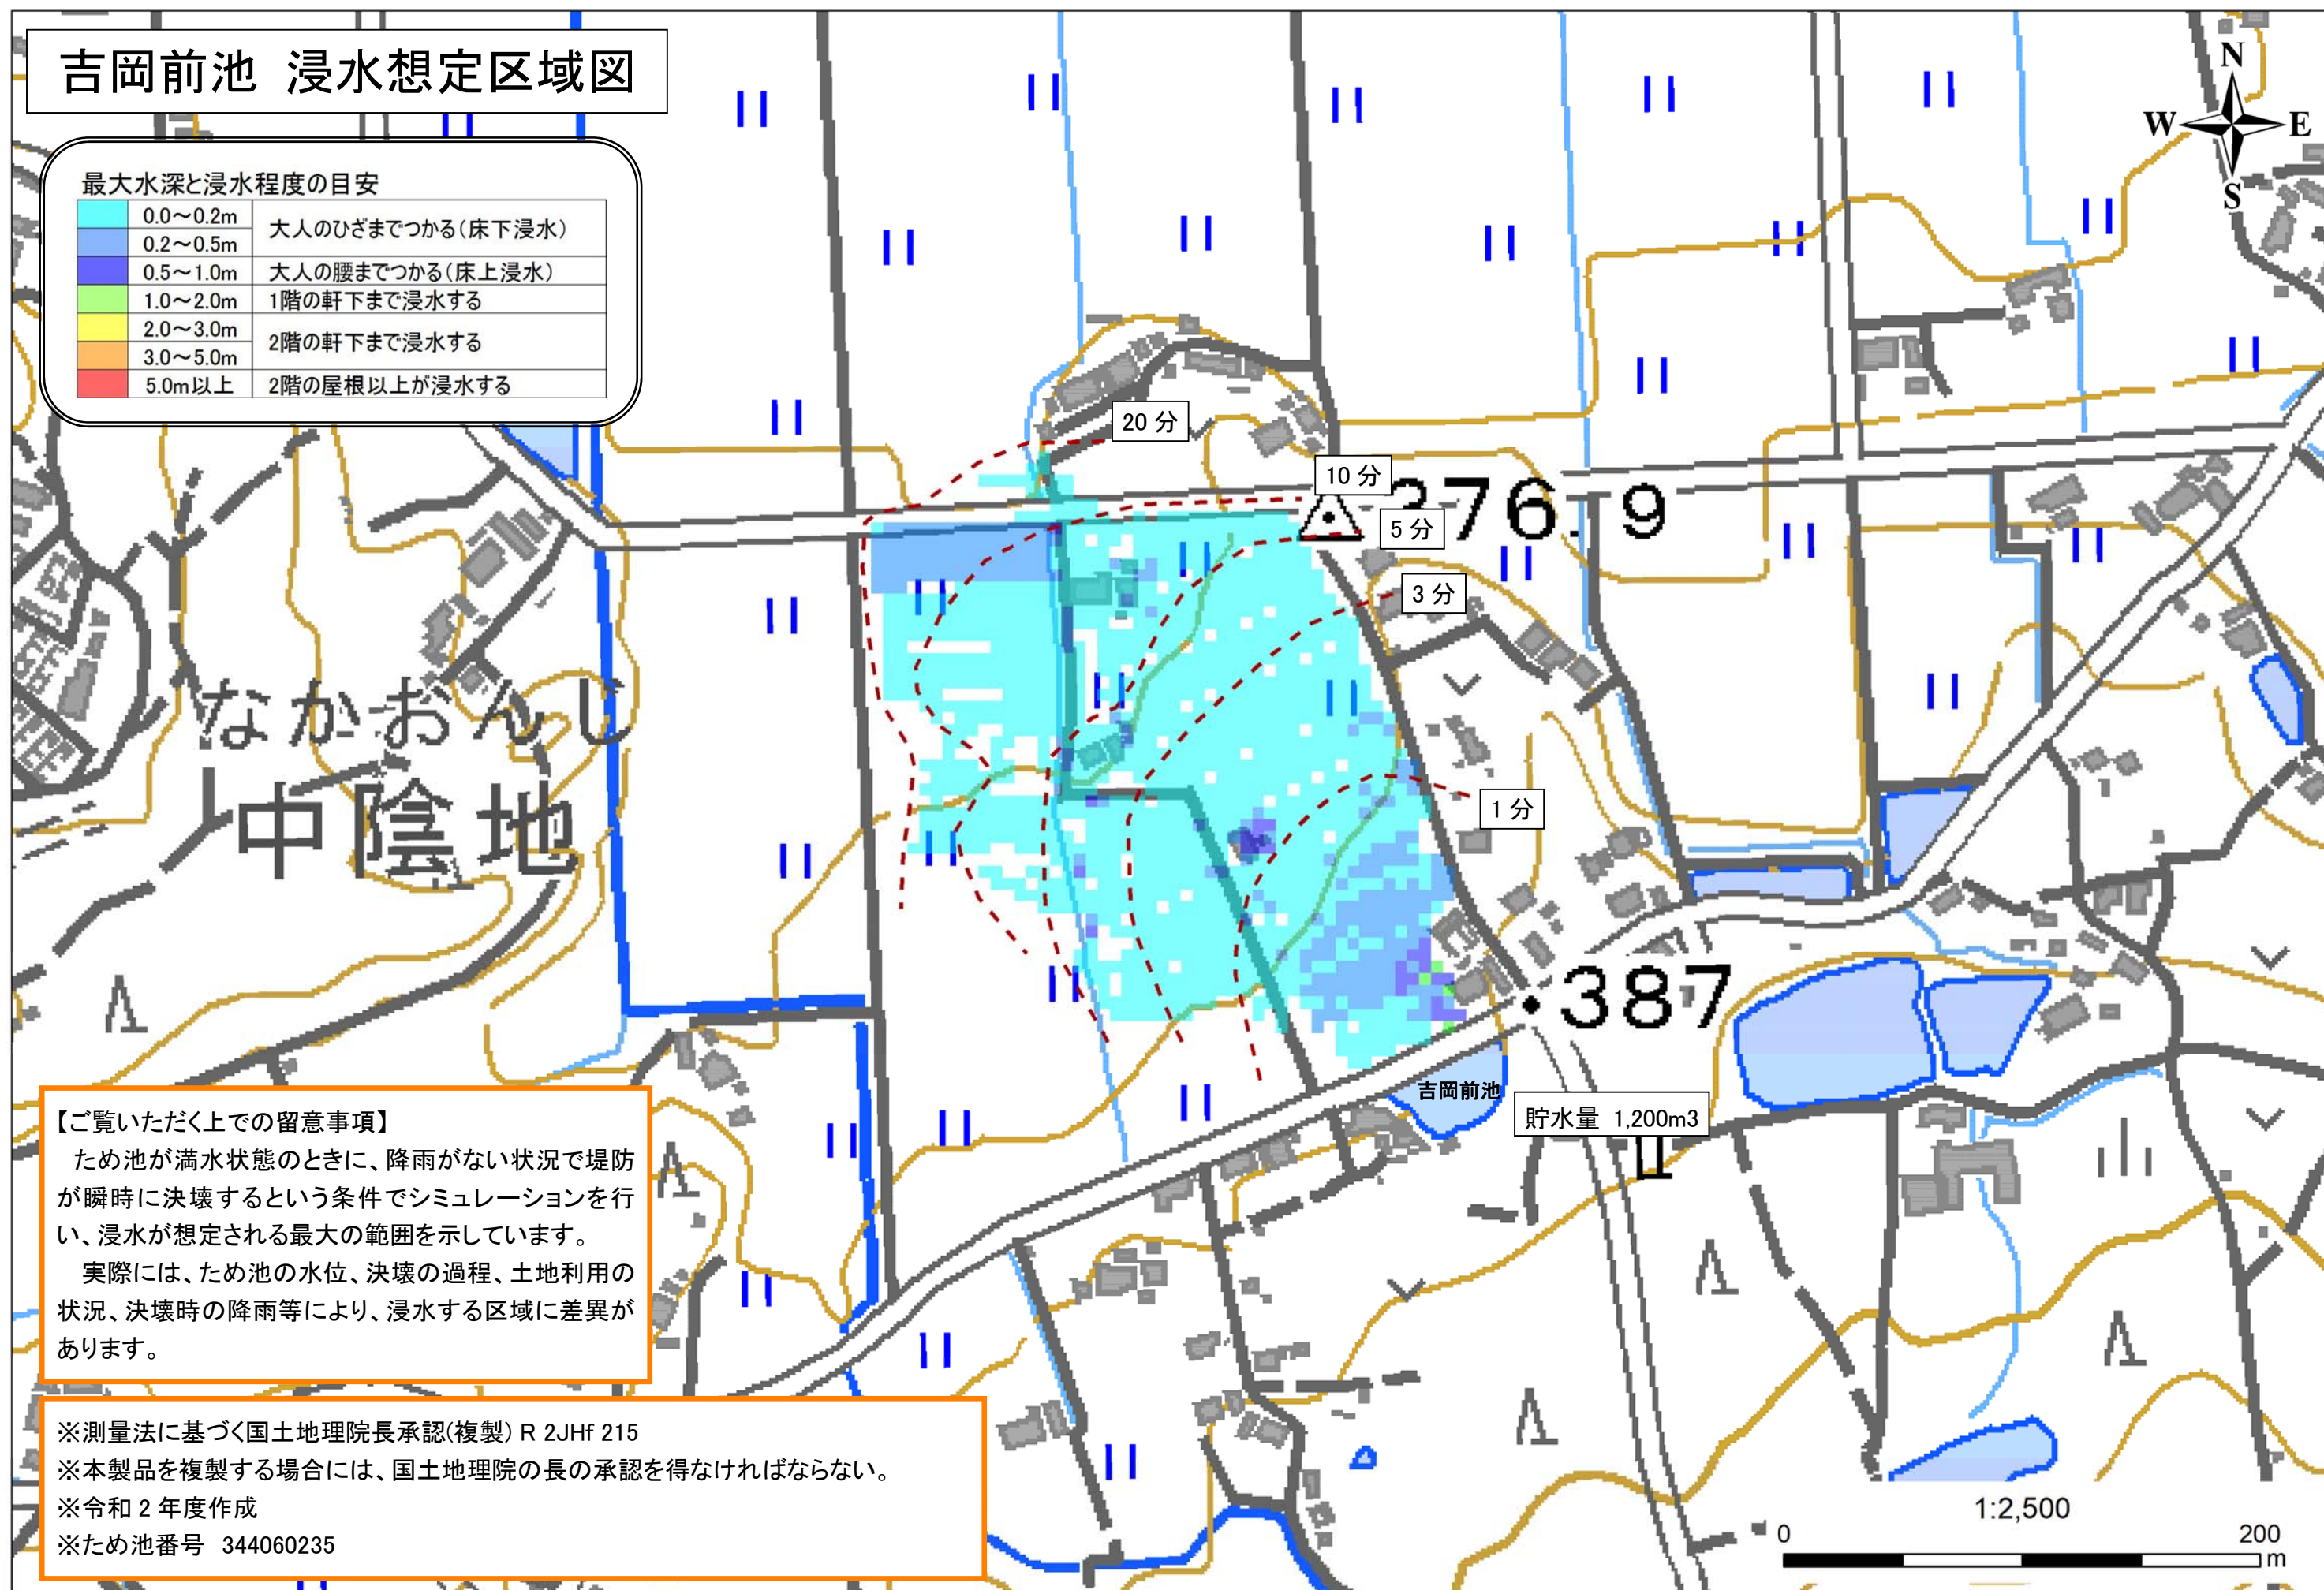 吉岡前池 浸水想定区域図
N
W
E
S
最大水深と浸水程度の目安
0.0～0.2m
大人のひざまでつかる(床下浸水)
0.2～0.5m
0.5～1.0m 大人の腰までつかる(床上浸水)
1.0～2.0m 1階の軒下まで浸水する
2.0～3.0m
2階の軒下まで浸水する
3.0～5.0m
5.0m以上 2階の屋根以上が浸水する
20 分
10 分
376.9
5 分
3 分
なかおんじ
中陰地
1 分
387
吉岡前池
貯水量 1,200m3
【ご覧いただく上での留意事項】
ため池が満水状態のときに、降雨がない状況で堤防
が瞬時に決壊するという条件でシミュレーションを行
い、浸水が想定される最大の範囲を示しています。
実際には、ため池の水位、決壊の過程、土地利用の
状況、決壊時の降雨等により、浸水する区域に差異が
あります。
※測量法に基づく国土地理院長承認(複製) R 2JHf 215
※本製品を複製する場合には、国土地理院の長の承認を得なければならない。
※令和 2 年度作成
※ため池番号 344060235
1:2,500
0 200
m